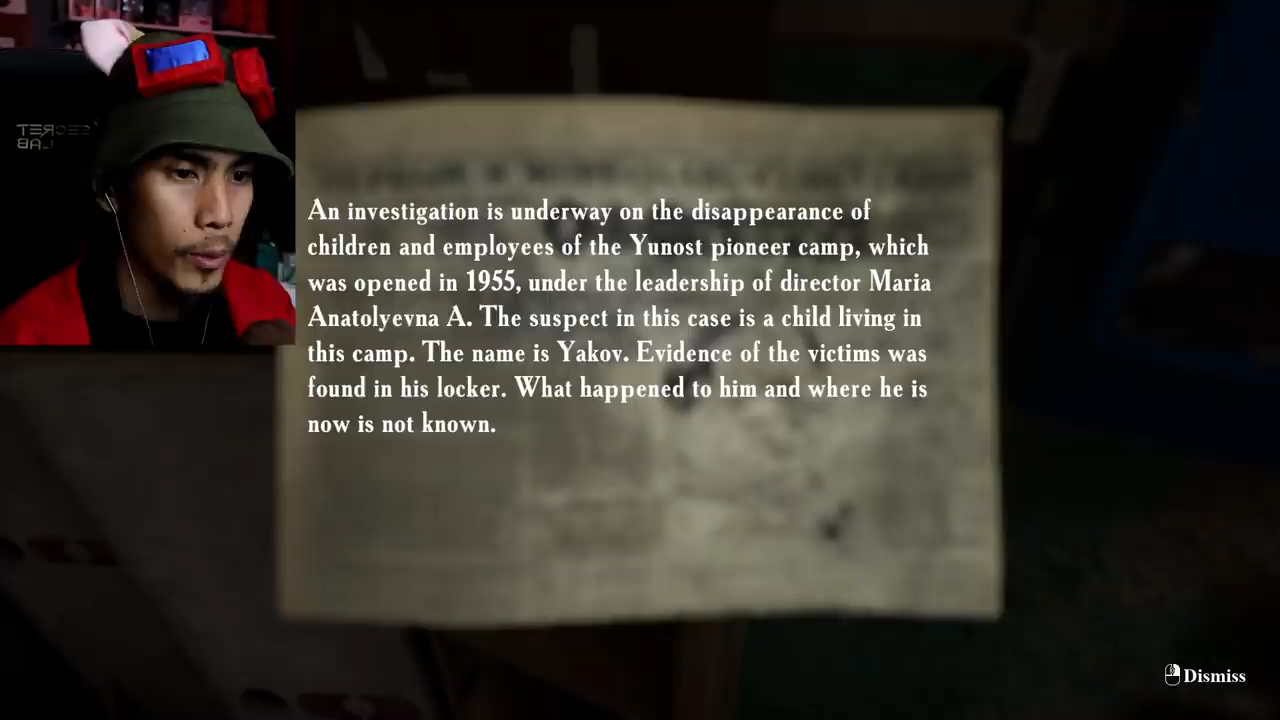 SECRET
LAB
An investigation is underway on the disappearance of
children and employees of the Yunost pioneer camp, which
was opened in 1955, under the leadership of director Maria
Anatolyevna A. The suspect in this case is a child living in
this camp. The name is Yakov. Evidence of the victims was
found in his locker. What happened to him and where he is
now is not known.
Dismiss